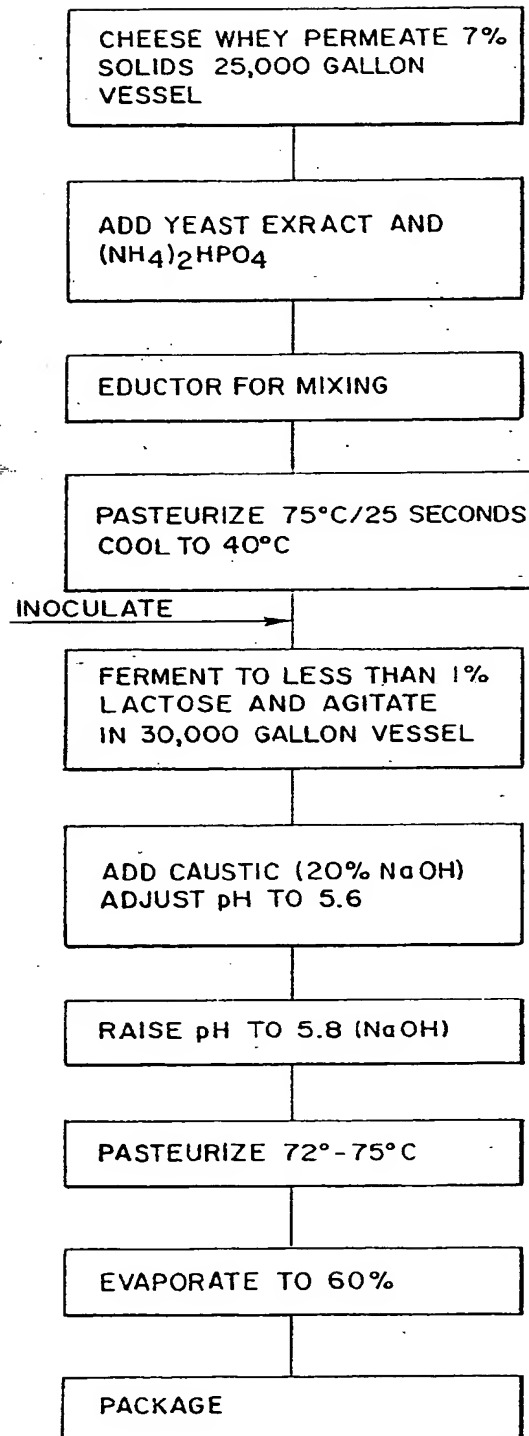 CHEESE WHEY PERMEATE 7%
SOLIDS 25,000 GALLON
VESSEL
ADD YEAST EXRACT AND
(NH4)2HPO4
EDUCTOR FOR MIXING
PASTEURIZE 75°C/25 SECONDS
COOL TO 40°C
INOCULATE
FERMENT TO LESS THAN 1%
LACTOSE AND AGITATE
IN 30,000 GALLON VESSEL
ADD CAUSTIC (20% NaOH)
ADJUST pH TO 5.6
RAISE pH TO 5.8 (NaOH)
PASTEURIZE 72°-75°C
EVAPORATE TO 60%
PACKAGE